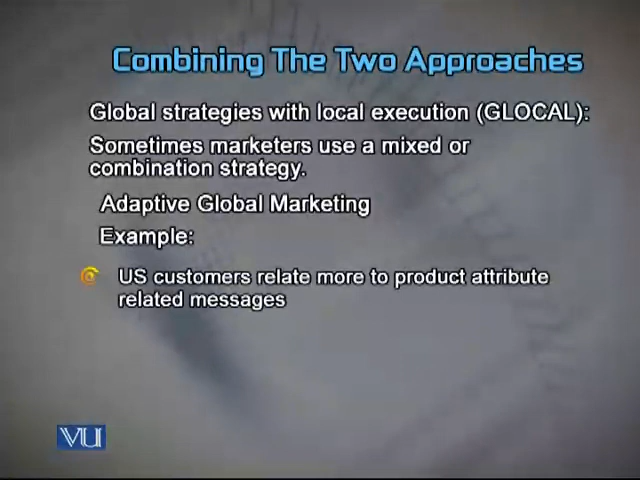 Combining The Two Approaches
Global strategies with local execution (GLOCAL):
Sometimes marketers use a mixed or
combination strategy.
Adaptive Global Marketing
Example:
US customers relate more to product attribute
related messages
VU